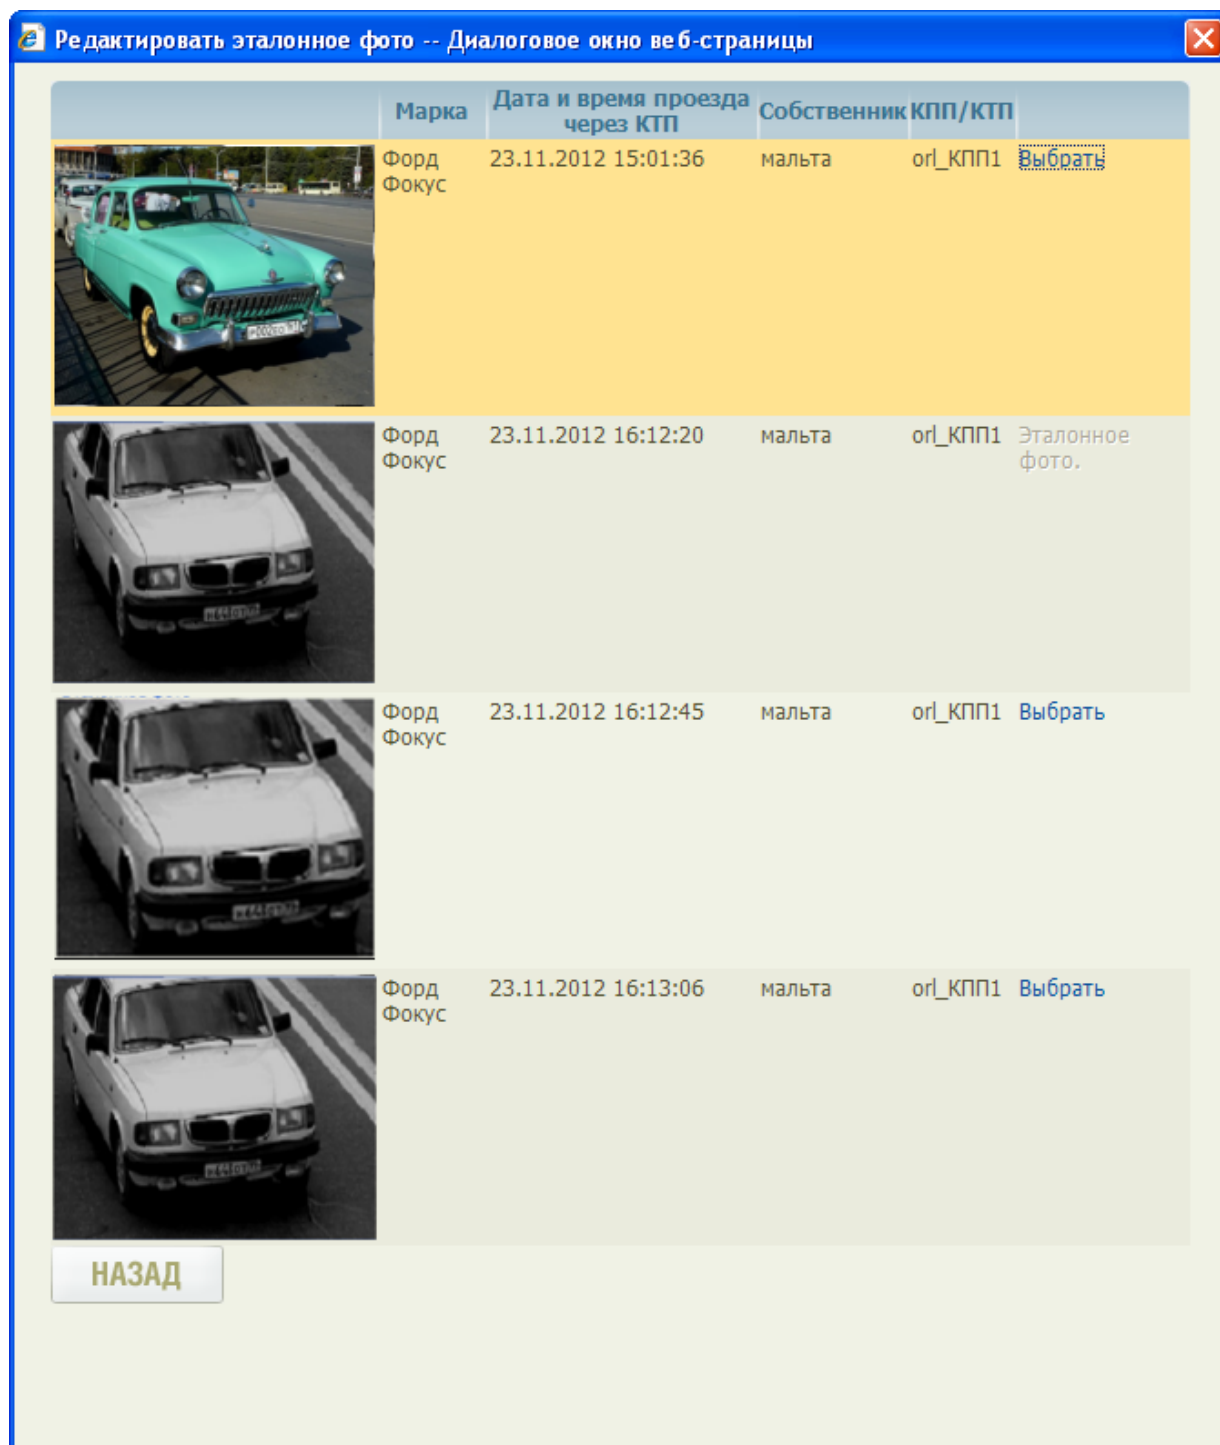 Редактировать эталонное фото -- Диалоговое окно веб-страницы
Марка
Дата и время проезда
через КТП
Собственник
КПП/КТП
Форд
Фокус
23.11.2012 15:01:36
мальта
orl_КПП1
Выбрать
Форд
Фокус
23.11.2012 16:12:20
мальта
orl_КПП1
Эталонное
фото.
Форд
Фокус
23.11.2012 16:12:45
мальта
orl_КПП1
Выбрать
Форд
Фокус
23.11.2012 16:13:06
мальта
orl_КПП1
Выбрать
НАЗАД